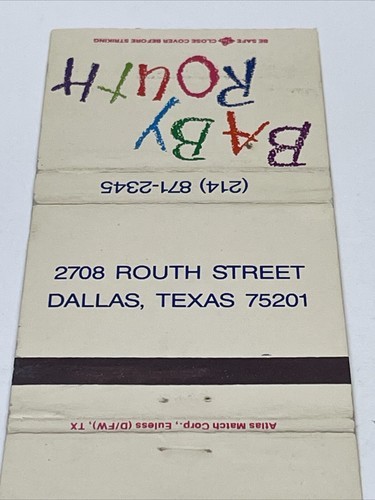 BE SAFE CLOSE COVER BEFORE STRIKING
BABY
ROUTH
(214) 871-2345
2708 ROUTH STREET
DALLAS, TEXAS 75201
Atlas Match Corp., Euless (D/FW), TX